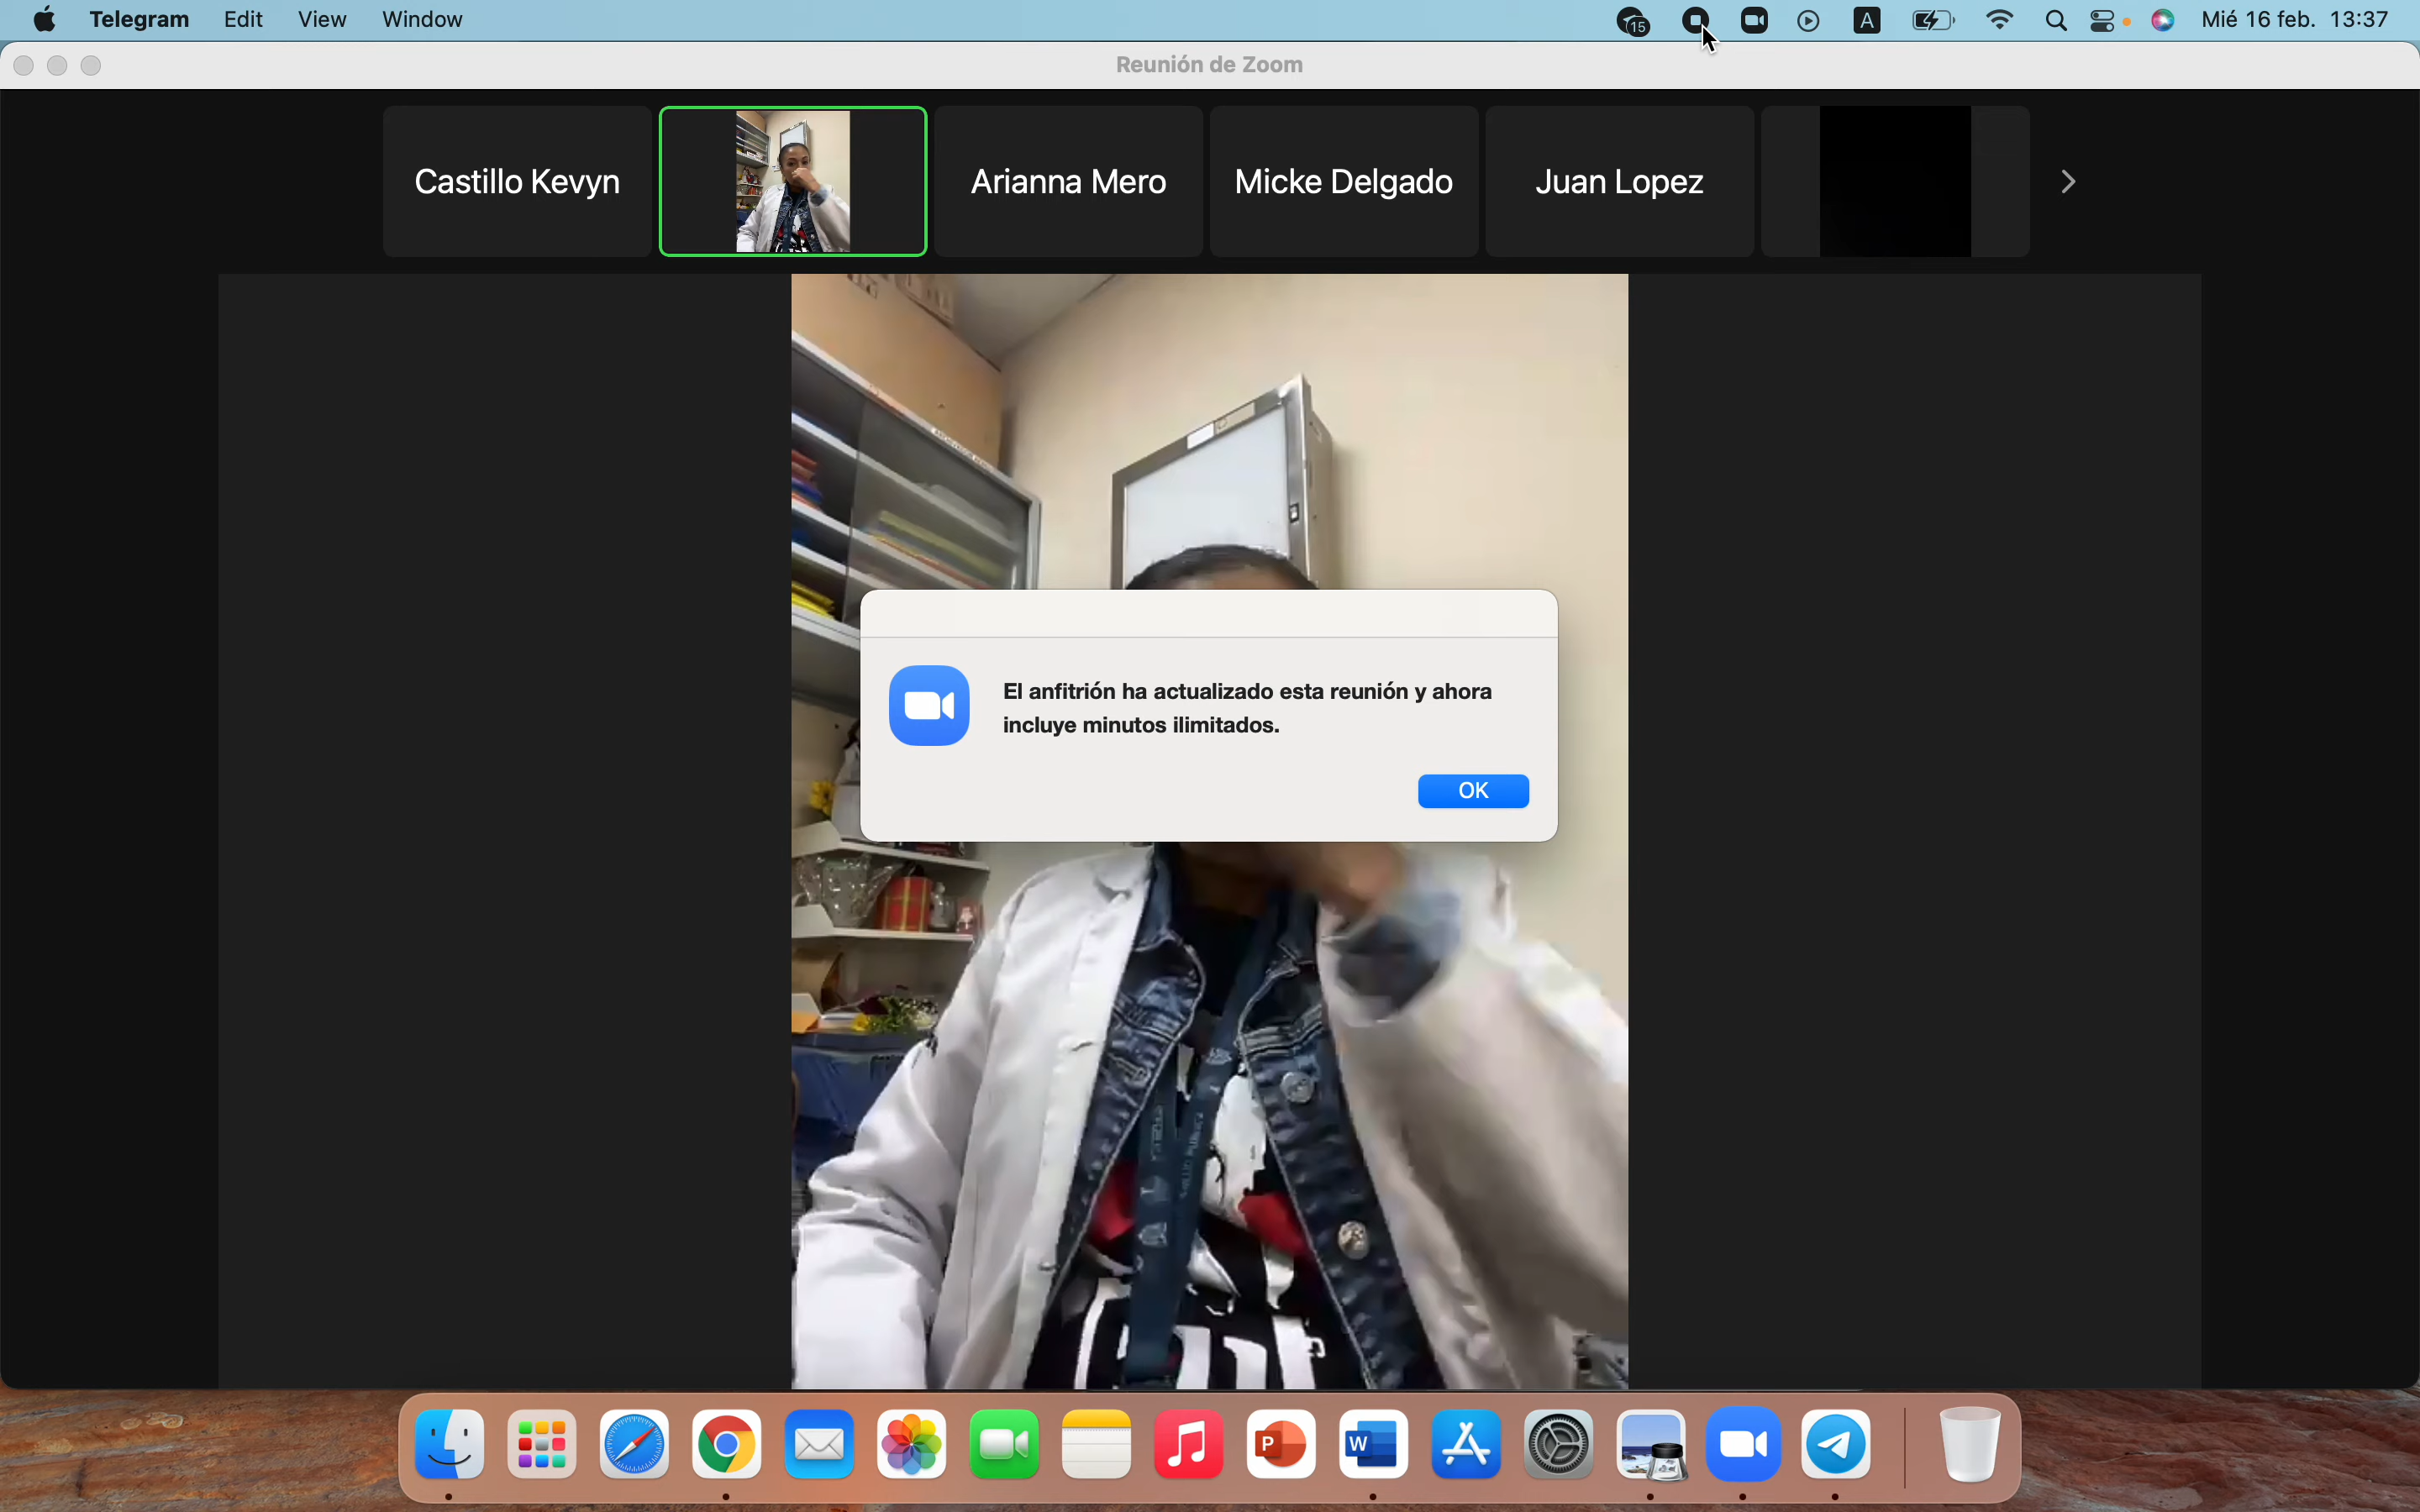 Telegram Edit View Window 15 A Mié 16 feb. 13:37
Reunión de Zoom
Castillo Kevyn Arianna Mero Micke Delgado Juan Lopez
El anfitrión ha actualizado esta reunión y ahora
incluye minutos ilimitados.
OK
P W